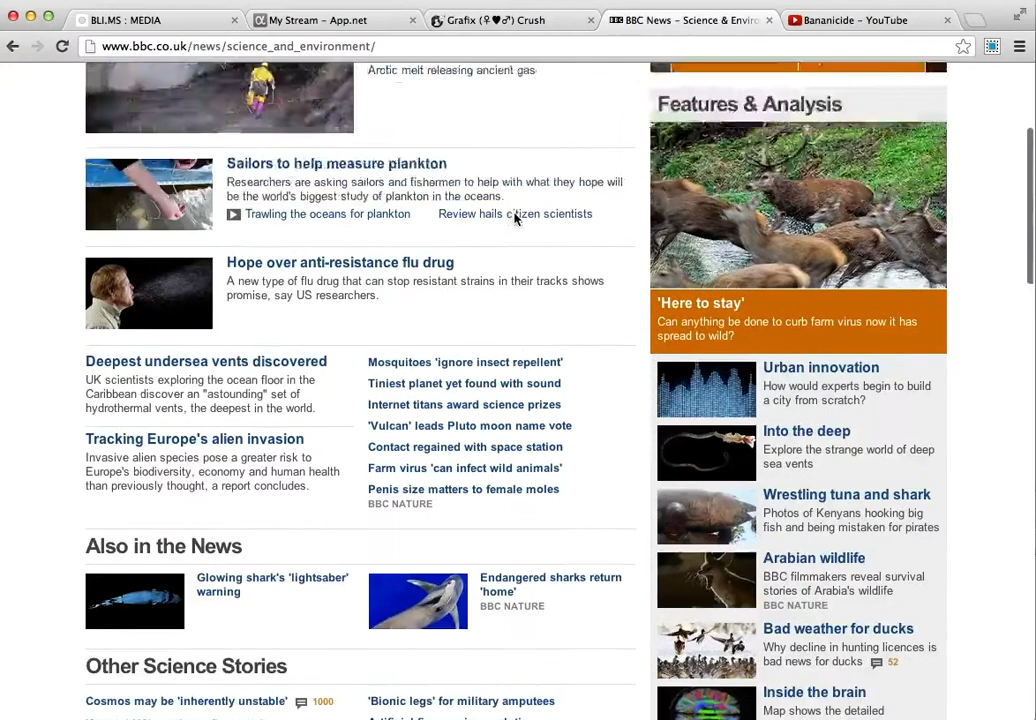 BLI.MS : MEDIA
My Stream - App.net
Grafix (♀♥♂) Crush
BBC News - Science & Enviro
Bananicide - YouTube
www.bbc.co.uk/news/science_and_environment/
Arctic melt releasing ancient gas
Sailors to help measure plankton
Researchers are asking sailors and fishermen to help with what they hope will
be the world's biggest study of plankton in the oceans.
Trawling the oceans for plankton
Review hails citizen scientists
Hope over anti-resistance flu drug
A new type of flu drug that can stop resistant strains in their tracks shows
promise, say US researchers.
Deepest undersea vents discovered
UK scientists exploring the ocean floor in the
Caribbean discover an "astounding" set of
hydrothermal vents, the deepest in the world.
Tracking Europe's alien invasion
Invasive alien species pose a greater risk to
Europe's biodiversity, economy and human health
than previously thought, a report concludes.
Mosquitoes 'ignore insect repellent'
Tiniest planet yet found with sound
Internet titans award science prizes
'Vulcan' leads Pluto moon name vote
Contact regained with space station
Farm virus 'can infect wild animals'
Penis size matters to female moles
BBC NATURE
Also in the News
Glowing shark's 'lightsaber'
warning
Endangered sharks return
'home'
BBC NATURE
Other Science Stories
Cosmos may be 'inherently unstable' 1000
'Bionic legs' for military amputees
Features & Analysis
'Here to stay'
Can anything be done to curb farm virus now it has
spread to wild?
Urban innovation
How would experts begin to build
a city from scratch?
Into the deep
Explore the strange world of deep
sea vents
Wrestling tuna and shark
Photos of Kenyans hooking big
fish and being mistaken for pirates
Arabian wildlife
BBC filmmakers reveal survival
stories of Arabia's wildlife
BBC NATURE
Bad weather for ducks
Why decline in hunting licences is
bad news for ducks 52
Inside the brain
Map shows the detailed